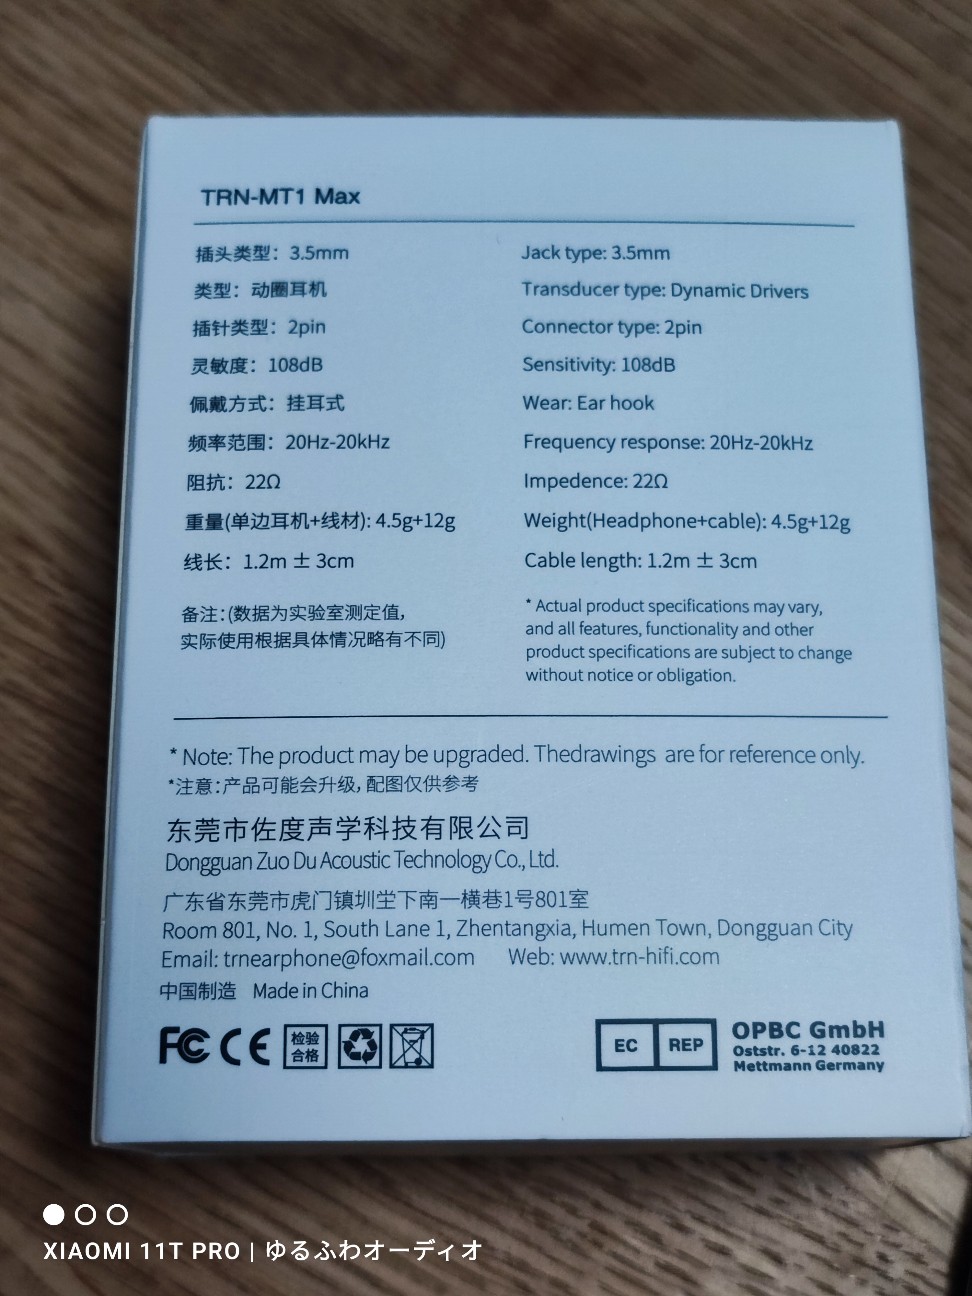 TRN-MT1 Max
插头类型：3.5mm
类型：动圈耳机
插针类型：2pin
灵敏度：108dB
佩戴方式：挂耳式
频率范围：20Hz-20kHz
阻抗：22Ω
重量(单边耳机+线材): 4.5g+12g
线长：1.2m ± 3cm
备注：(数据为实验室测定值，
实际使用根据具体情况略有不同)
Jack type: 3.5mm
Transducer type: Dynamic Drivers
Connector type: 2pin
Sensitivity: 108dB
Wear: Ear hook
Frequency response: 20Hz-20kHz
Impedence: 22Ω
Weight(Headphone+cable): 4.5g+12g
Cable length: 1.2m ± 3cm
* Actual product specifications may vary,
and all features, functionality and other
product specifications are subject to change
without notice or obligation.
* Note: The product may be upgraded. Thedrawings are for reference only.
*注意：产品可能会升级，配图仅供参考
东莞市佐度声学科技有限公司
Dongguan Zuo Du Acoustic Technology Co., Ltd.
广东省东莞市虎门镇圳坣下南一横巷1号801室
Room 801, No. 1, South Lane 1, Zhentangxia, Humen Town, Dongguan City
Email: trnearphone@foxmail.com Web: www.trn-hifi.com
中国制造 Made in China
FC CE
检验
合格
EC REP
OPBC GmbH
Oststr. 6-12 40822
Mettmann Germany
XIAOMI 11T PRO | ゆるふわオーディオ